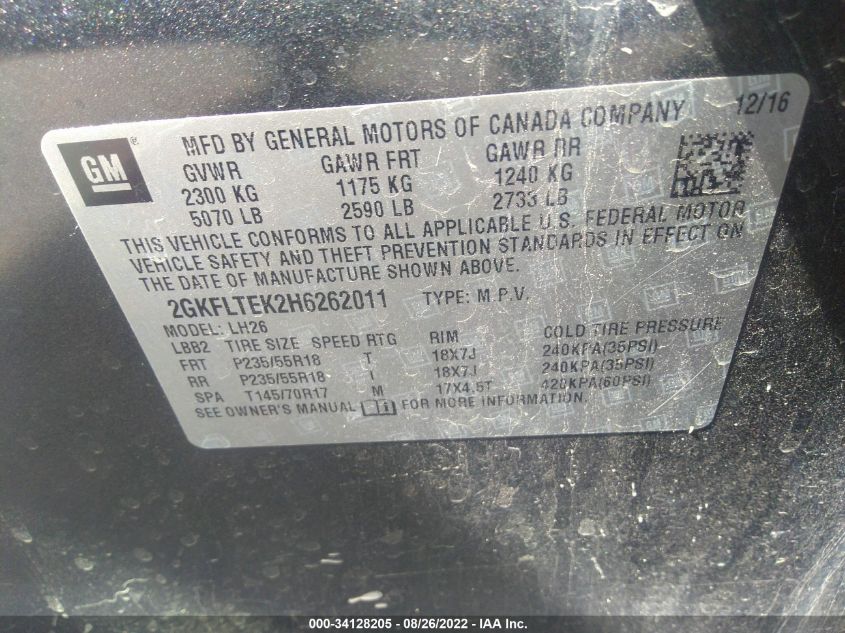 MFD BY GENERAL MOTORS OF CANADA COMPANY 12/16
GM ®
GVWR GAWR FRT GAWR RR
2300 KG 1175 KG 1240 KG
5070 LB 2590 LB 2733 LB
THIS VEHICLE CONFORMS TO ALL APPLICABLE U.S. FEDERAL MOTOR
VEHICLE SAFETY AND THEFT PREVENTION STANDARDS IN EFFECT ON
THE DATE OF MANUFACTURE SHOWN ABOVE.
2GKFLTEK2H6262011 TYPE: M.P.V.
MODEL: LH26
LBB2 TIRE SIZE SPEED RTG RIM COLD TIRE PRESSURE
FRT P235/55R18 T 18X7J 240KPA(35PSI)
RR P235/55R18 T 18X7J 240KPA(35PSI)
SPA T145/70R17 M 17X4.5T 420KPA(60PSI)
SEE OWNER'S MANUAL FOR MORE INFORMATION.
000-34128205 - 08/26/2022 - IAA Inc.